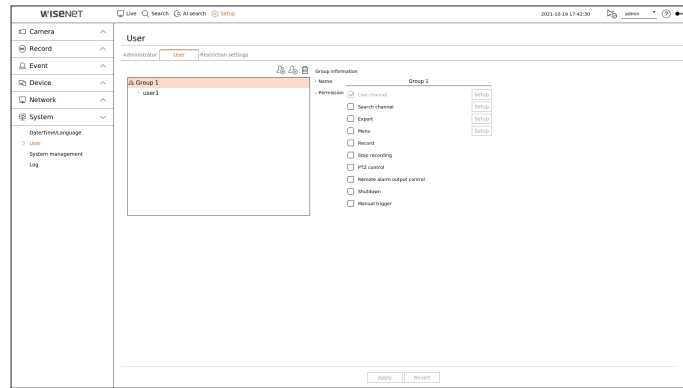 WISENET
Live Search AI search Setup 2021-10-19 17:42:30 admin ?
Camera
Record
Event
Device
Network
System
Date/Time/Language
> User
System management
Log
User
Administrator User Restriction settings
Group 1
user1
Group information
Name Group 1
Permission Live channel Setup
Search channel Setup
Export Setup
Menu Setup
Record
Stop recording
PTZ control
Remote alarm output control
Shutdown
Manual trigger
Apply Revert